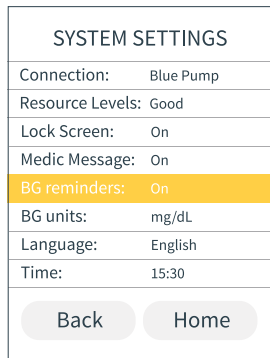 SYSTEM SETTINGS
Connection: Blue Pump
Resource Levels: Good
Lock Screen: On
Medic Message: On
BG reminders: On
BG units: mg/dL
Language: English
Time: 15:30
Back Home